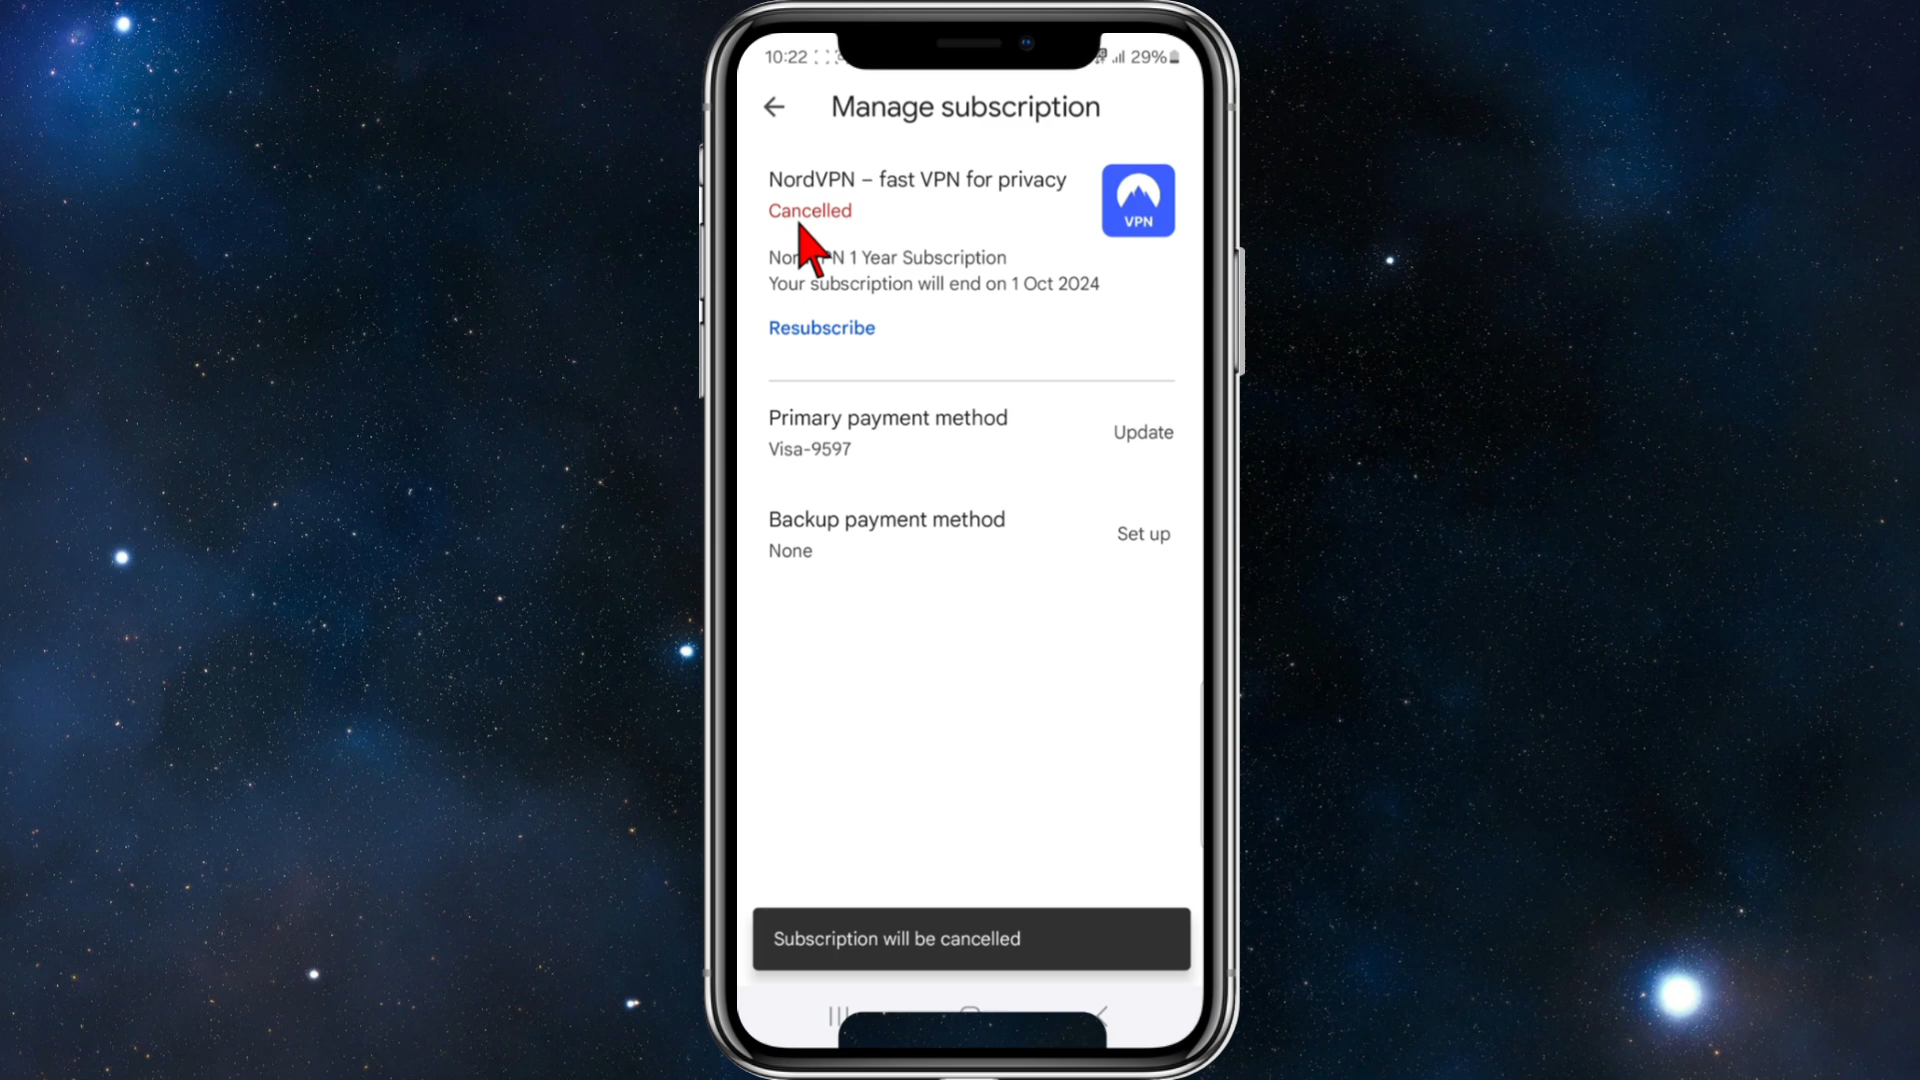 10:22 29%
Manage subscription
NordVPN – fast VPN for privacy
Cancelled
VPN
1 Year Subscription
Your subscription will end on 1 Oct 2024
Resubscribe
Primary payment method
Update
Visa-9597
Backup payment method
Set up
None
Subscription will be cancelled